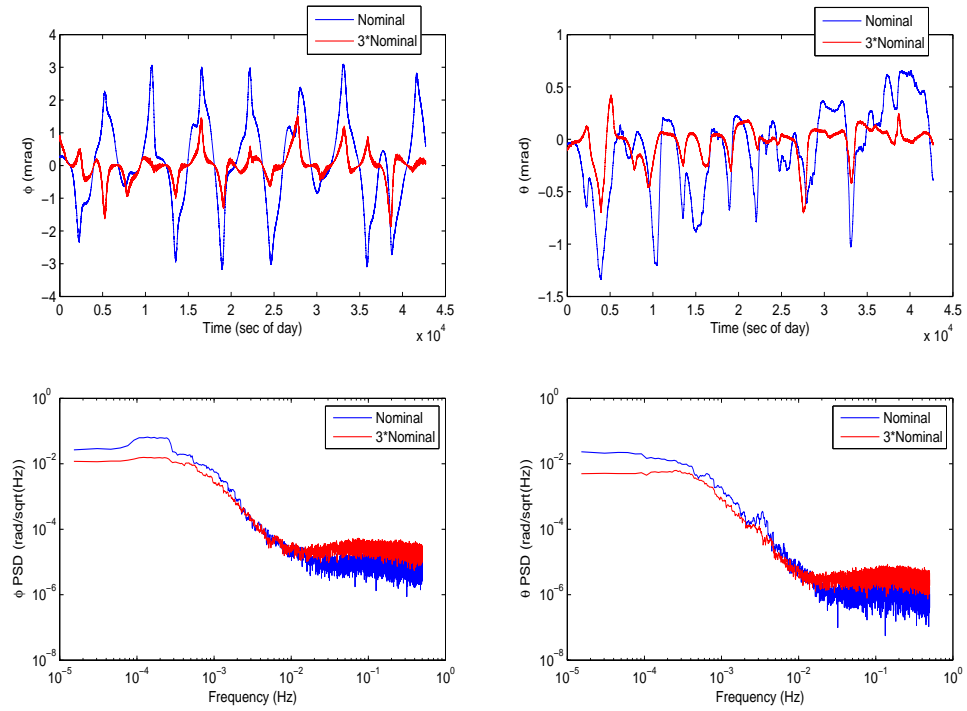 Nominal
3*Nominal
4
3
2
1
0
−1
−2
−3
−4
φ (mrad)
0 0.5 1 1.5 2 2.5 3 3.5 4 4.5
Time (sec of day)
x 10^4
Nominal
3*Nominal
1
0.5
0
−0.5
−1
−1.5
θ (mrad)
0 0.5 1 1.5 2 2.5 3 3.5 4 4.5
Time (sec of day)
x 10^4
Nominal
3*Nominal
10^0
10^−2
10^−4
10^−6
10^−8
φ PSD (rad/sqrt(Hz))
10^−5 10^−4 10^−3 10^−2 10^−1 10^0
Frequency (Hz)
Nominal
3*Nominal
10^0
10^−2
10^−4
10^−6
10^−8
θ PSD (rad/sqrt(Hz))
10^−5 10^−4 10^−3 10^−2 10^−1 10^0
Frequency (Hz)